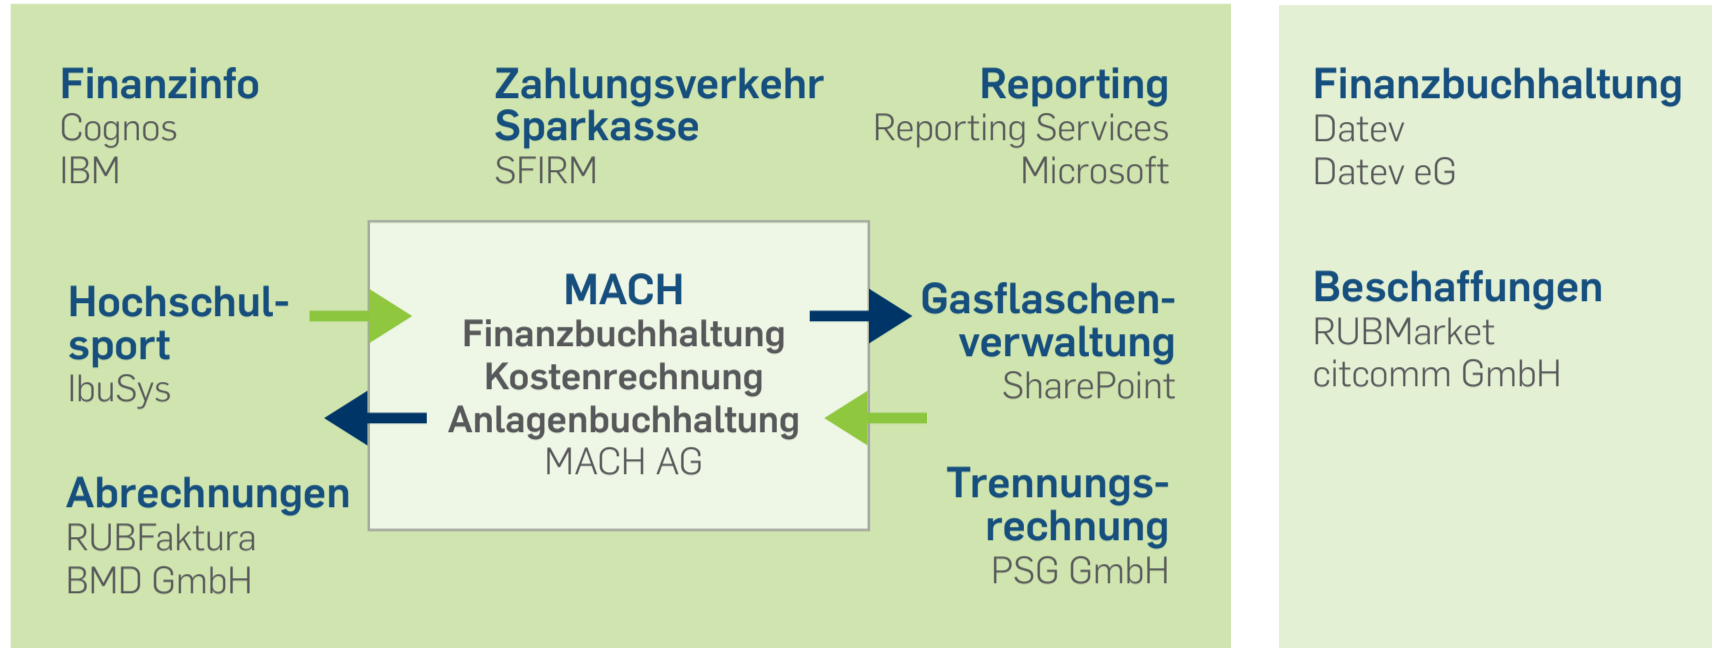 Finanzinfo
Cognos
IBM
Zahlungsverkehr
Sparkasse
SFIRM
Reporting
Reporting Services
Microsoft
Hochschul-
sport
IbuSys
MACH
Finanzbuchhaltung
Kostenrechnung
Anlagenbuchhaltung
MACH AG
Gasflaschen-
verwaltung
SharePoint
Abrechnungen
RUBFaktura
BMD GmbH
Trennungs-
rechnung
PSG GmbH
Finanzbuchhaltung
Datev
Datev eG
Beschaffungen
RUBMarket
citcomm GmbH